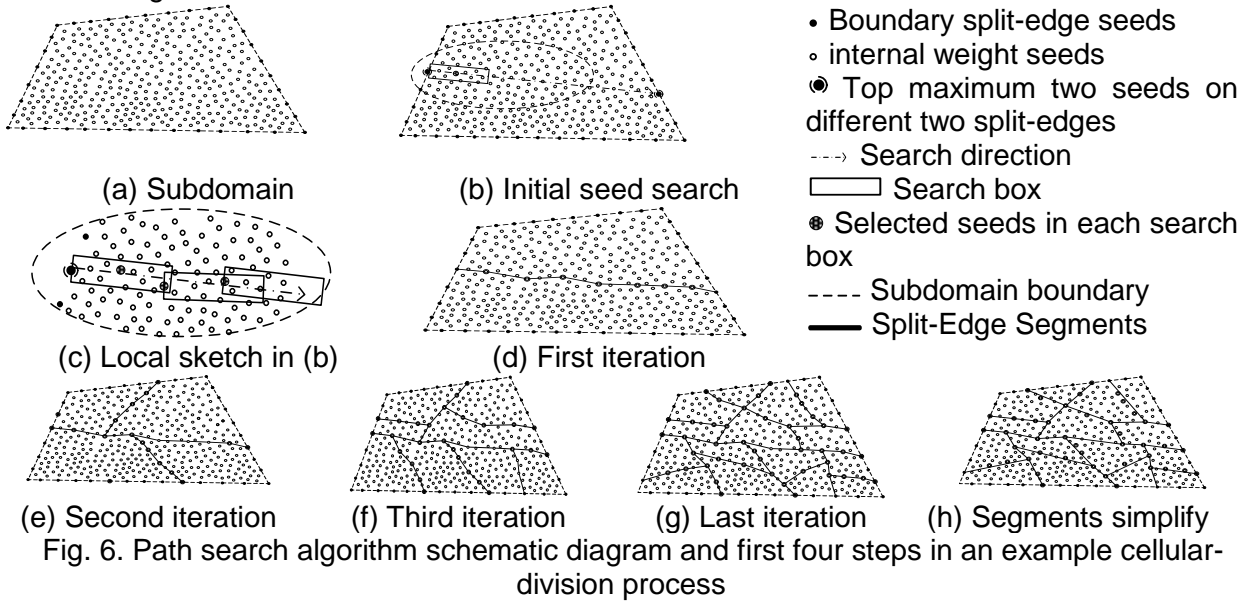 • Boundary split-edge seeds
internal weight seeds
Top maximum two seeds on
different two split-edges
Search direction
Search box
Selected seeds in each search
box
Subdomain boundary
Split-Edge Segments
(a) Subdomain
(b) Initial seed search
(c) Local sketch in (b)
(d) First iteration
(e) Second iteration
(f) Third iteration
(g) Last iteration
(h) Segments simplify
Fig. 6. Path search algorithm schematic diagram and first four steps in an example cellular-
division process